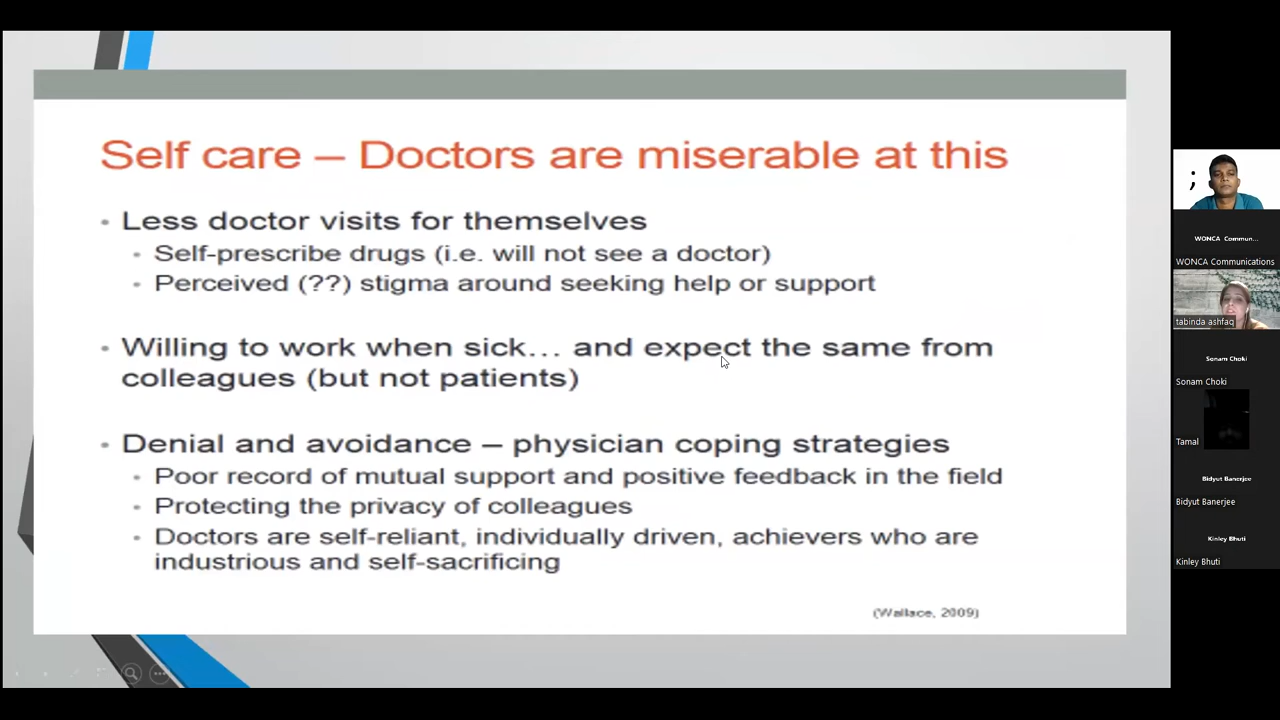 Self care – Doctors are miserable at this
• Less doctor visits for themselves
• Self-prescribe drugs (i.e. will not see a doctor)
• Perceived (??) stigma around seeking help or support
• Willing to work when sick… and expect the same from
colleagues (but not patients)
• Denial and avoidance – physician coping strategies
• Poor record of mutual support and positive feedback in the field
• Protecting the privacy of colleagues
• Doctors are self-reliant, individually driven, achievers who are
industrious and self-sacrificing
(Wallace, 2009)
;
WONCA Commun...
WONCA Communications
tabinda ashfaq
Sonam Choki
Sonam Choki
Tamal
Bidyut Banerjee
Bidyut Banerjee
Kinley Bhuti
Kinley Bhuti